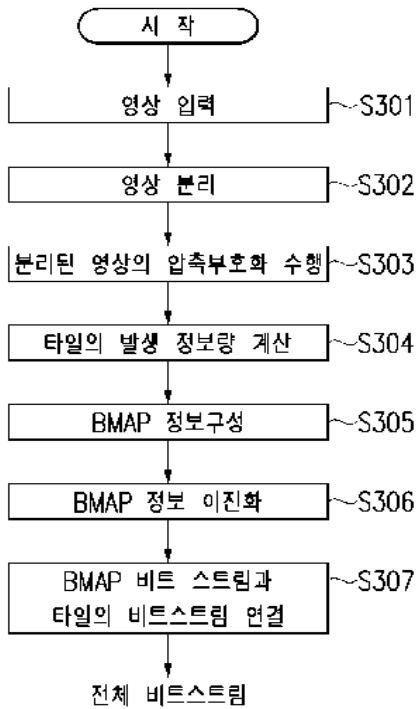 시 작
영상 입력
S301
영상 분리
S302
분리된 영상의 압축부호화 수행
S303
타일의 발생 정보량 계산
S304
BMAP 정보구성
S305
BMAP 정보 이진화
S306
BMAP 비트 스트림과
타일의 비트스트림 연결
S307
전체 비트스트림